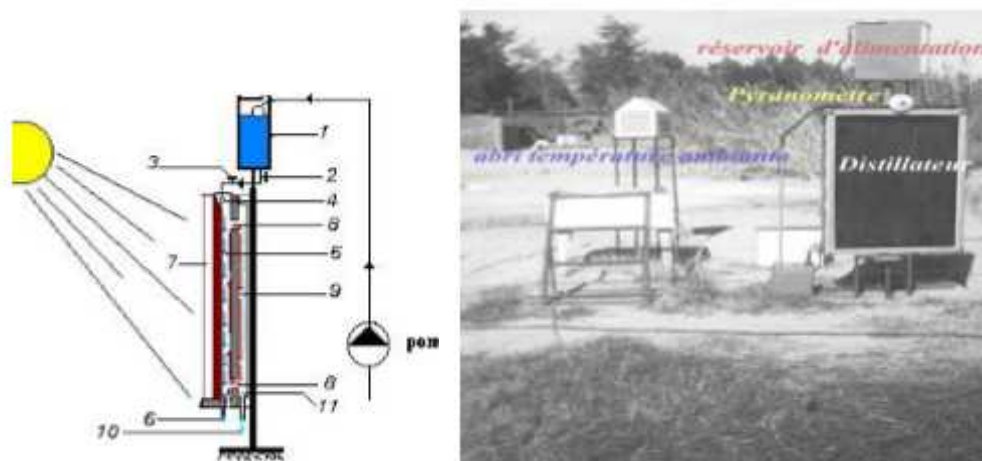 1
3
2
4
8
5
7
9
8
6
11
10
pom
réservoir d'alimentation
Pyranomètre
abri température ambiante
Distillateur